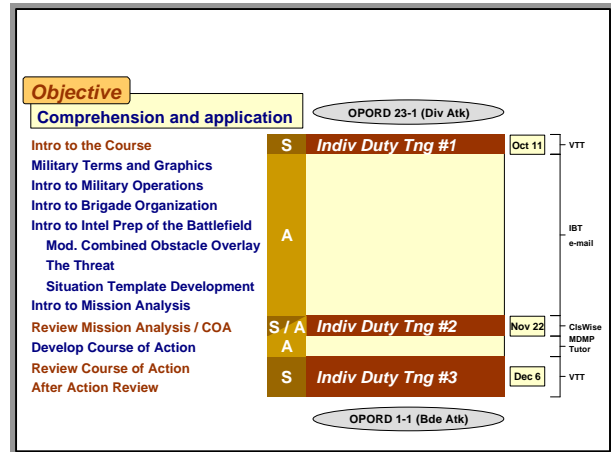 Objective
Comprehension and application
OPORD 23-1 (Div Atk)
Intro to the Course
S
Indiv Duty Tng #1
Oct 11
VTT
Military Terms and Graphics
Intro to Military Operations
Intro to Brigade Organization
Intro to Intel Prep of the Battlefield
Mod. Combined Obstacle Overlay
The Threat
Situation Template Development
Intro to Mission Analysis
A
IBT
e-mail
Review Mission Analysis / COA
S / A
Indiv Duty Tng #2
Nov 22
ClsWise
Develop Course of Action
A
MDMP
Tutor
Review Course of Action
After Action Review
S
Indiv Duty Tng #3
Dec 6
VTT
OPORD 1-1 (Bde Atk)